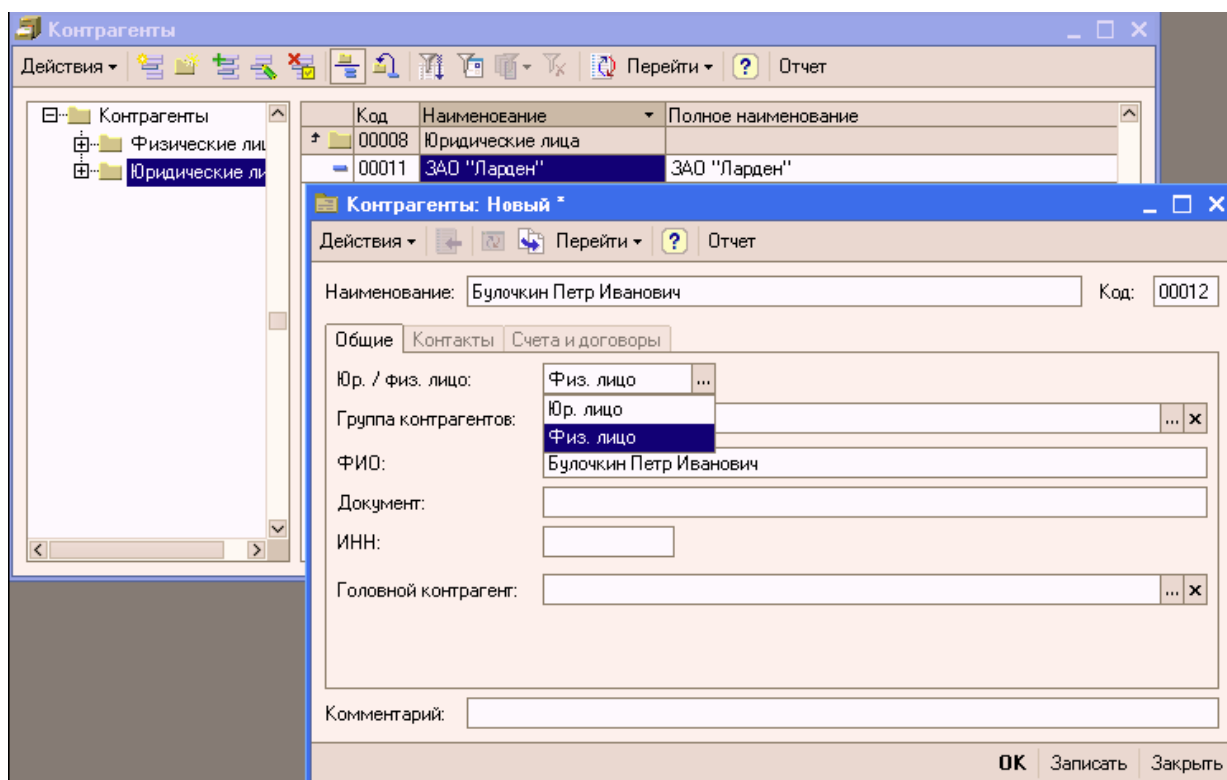 Контрагенты
Действия Перейти ? Отчет
Контрагенты
Физические лиц
Юридические ли
Код Наименование Полное наименование
00008 Юридические лица
00011 ЗАО "Ларден" ЗАО "Ларден"
Контрагенты: Новый *
Действия Перейти ? Отчет
Наименование: Булочкин Петр Иванович Код: 00012
Общие Контакты Счета и договоры
Юр. / физ. лицо: Физ. лицо ...
Юр. лицо
Группа контрагентов: ... x
Физ. лицо
ФИО: Булочкин Петр Иванович
Документ:
ИНН:
Головной контрагент: ... x
Комментарий:
OK Записать Закрыть